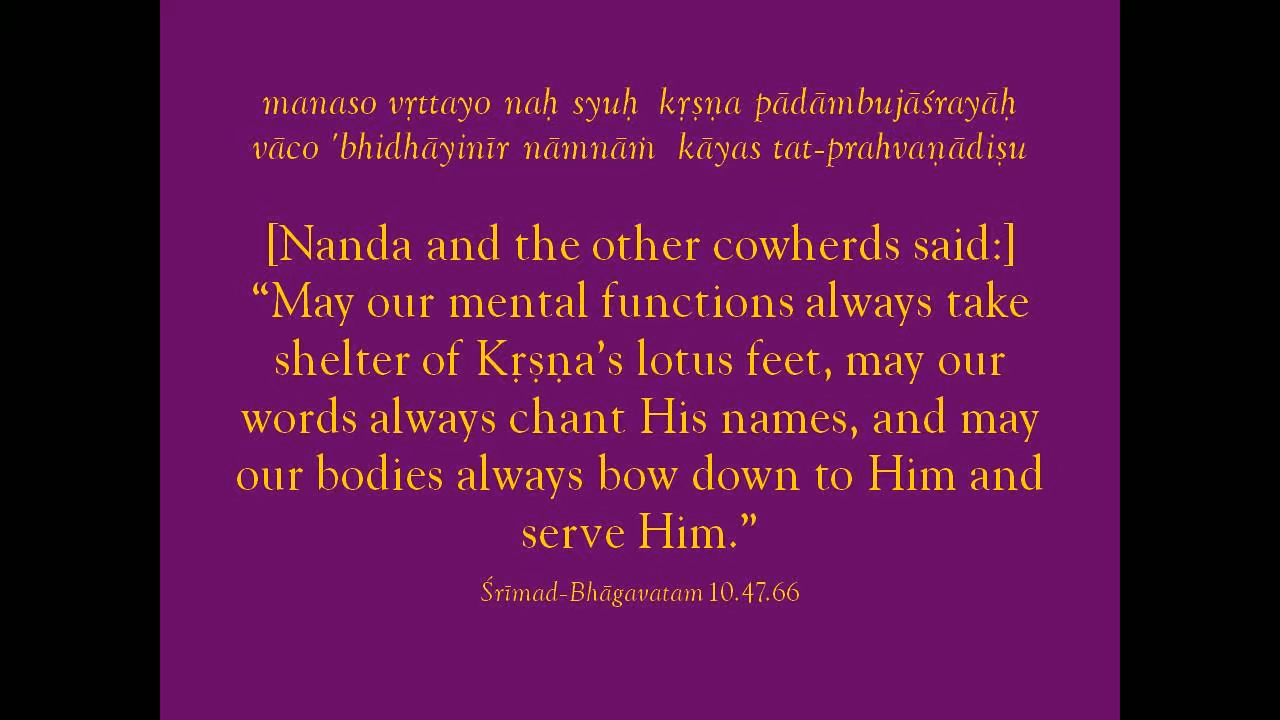 manaso vṛttayo naḥ syuḥ kṛṣṇa pādāmbujāśrayāḥ
vāco 'bhidhāyinīr nāmnāṁ kāyas tat-prahvaṇādiṣu
[Nanda and the other cowherds said:]
“May our mental functions always take
shelter of Kṛṣṇa’s lotus feet, may our
words always chant His names, and may
our bodies always bow down to Him and
serve Him.”
Śrīmad-Bhāgavatam 10.47.66